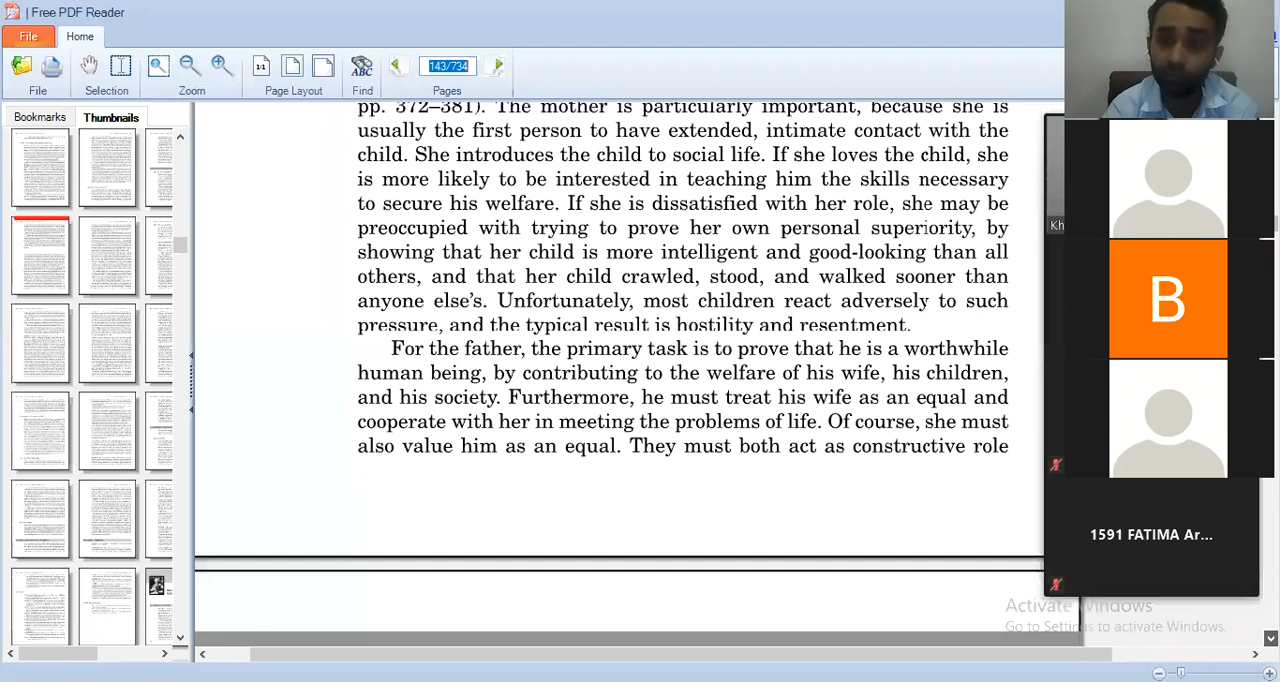 | Free PDF Reader
File
Home
143/734
File
Selection
Zoom
Page Layout
ABC
Find
Pages
Bookmarks
Thumbnails
pp. 372–381). The mother is particularly important, because she is
usually the first person to have extended, intimate contact with the
child. She introduces the child to social life. If she loves the child, she
is more likely to be interested in teaching him the skills necessary
to secure his welfare. If she is dissatisfied with her role, she may be
preoccupied with trying to prove her own personal superiority, by
showing that her child is more intelligent and good-looking than all
others, and that her child crawled, stood, and walked sooner than
anyone else's. Unfortunately, most children react adversely to such
pressure, and the typical result is hostility and resentment.
For the father, the primary task is to prove that he is a worthwhile
human being, by contributing to the welfare of his wife, his children,
and his society. Furthermore, he must treat his wife as an equal and
cooperate with her in meeting the problems of life. Of course, she must
also value him as an equal. They must both act as constructive role
Kh
B
1591 FATIMA Ar...
Activate Windows
Go to Settings to activate Windows.